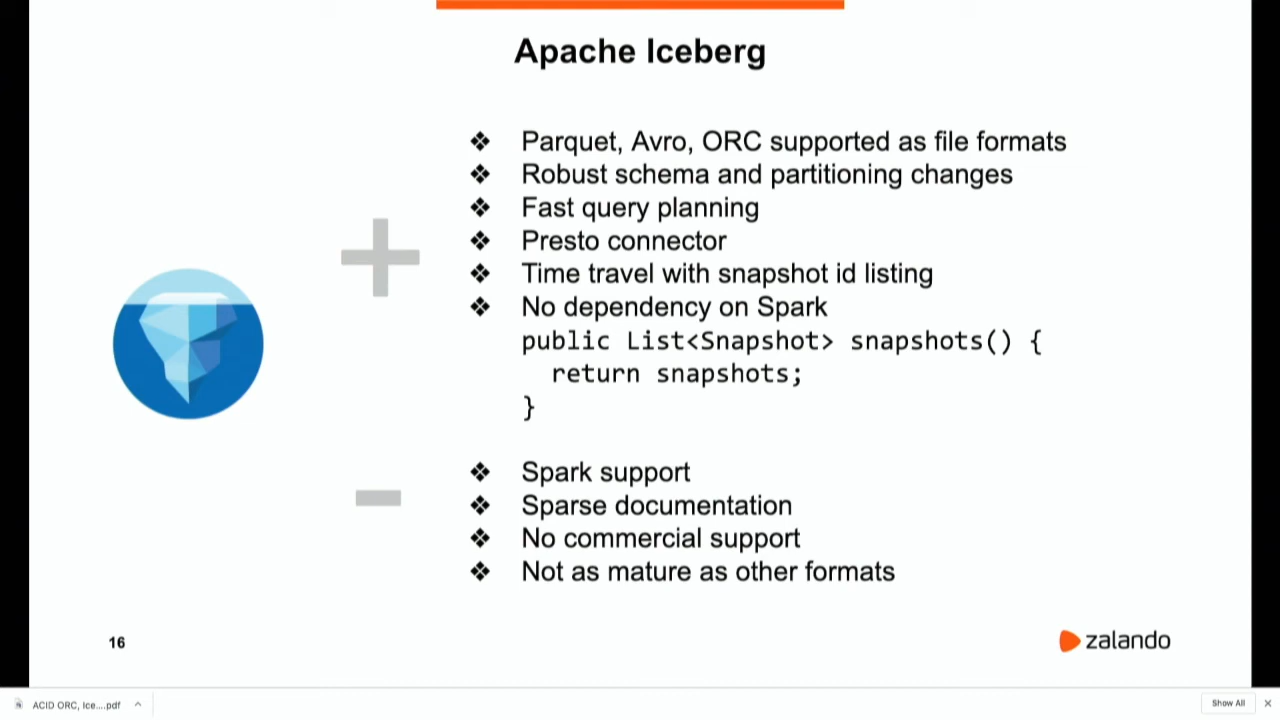 Apache Iceberg
❖ Parquet, Avro, ORC supported as file formats
❖ Robust schema and partitioning changes
❖ Fast query planning
❖ Presto connector
❖ Time travel with snapshot id listing
❖ No dependency on Spark
public List<Snapshot> snapshots() {
  return snapshots;
}
❖ Spark support
❖ Sparse documentation
❖ No commercial support
❖ Not as mature as other formats
16
zalando
ACID ORC, Ice....pdf
Show All